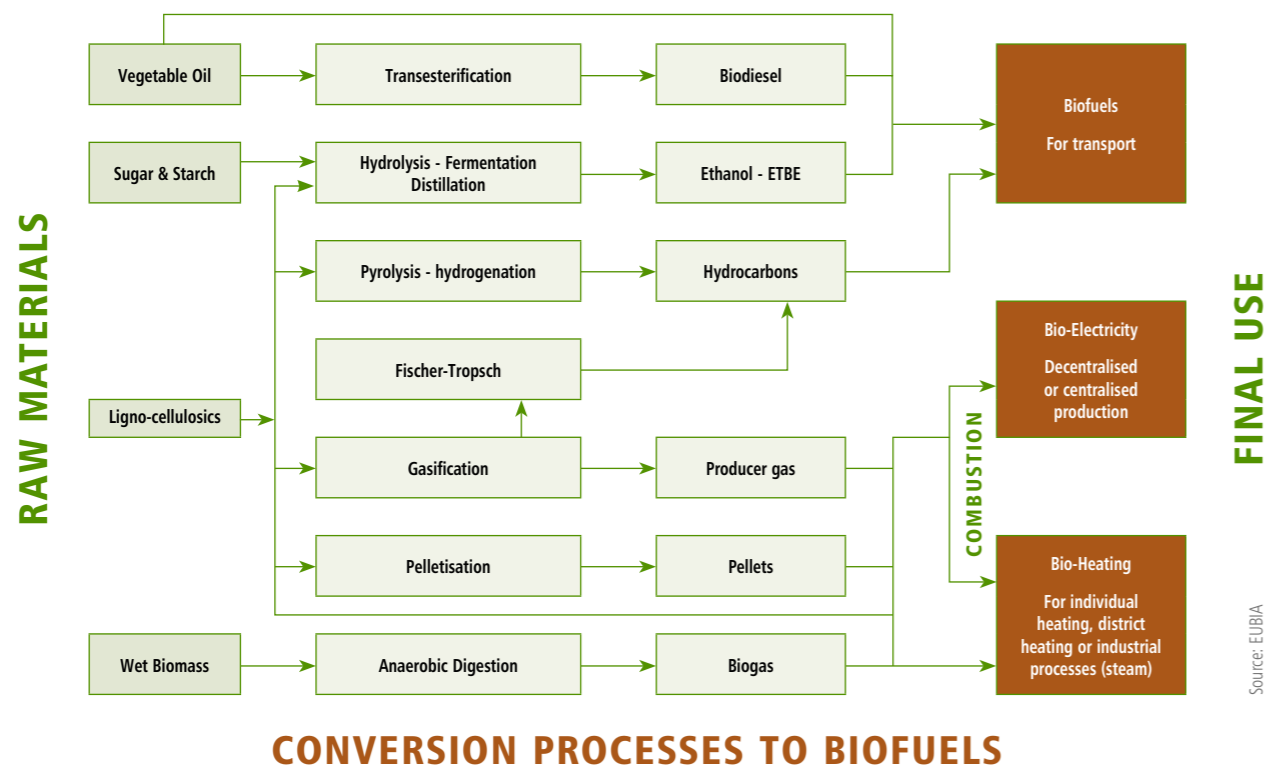 RAW MATERIALS
Vegetable Oil
Transesterification
Biodiesel
Biofuels
For transport
Sugar & Starch
Hydrolysis - Fermentation
Distillation
Ethanol - ETBE
Pyrolysis - hydrogenation
Hydrocarbons
Fischer-Tropsch
Bio-Electricity
Decentralised
or centralised
production
Ligno-cellulosics
Gasification
Producer gas
COMBUSTION
Pelletisation
Pellets
Bio-Heating
For individual
heating, district
heating or industrial
processes (steam)
Wet Biomass
Anaerobic Digestion
Biogas
FINAL USE
Source: EUBIA
CONVERSION PROCESSES TO BIOFUELS